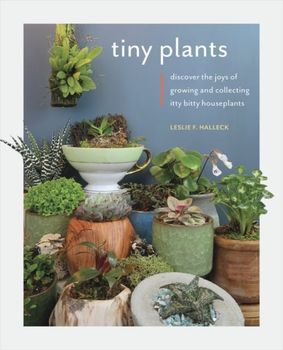 tiny plants
discover the joys of
growing and collecting
itty bitty houseplants
LESLIE F. HALLECK